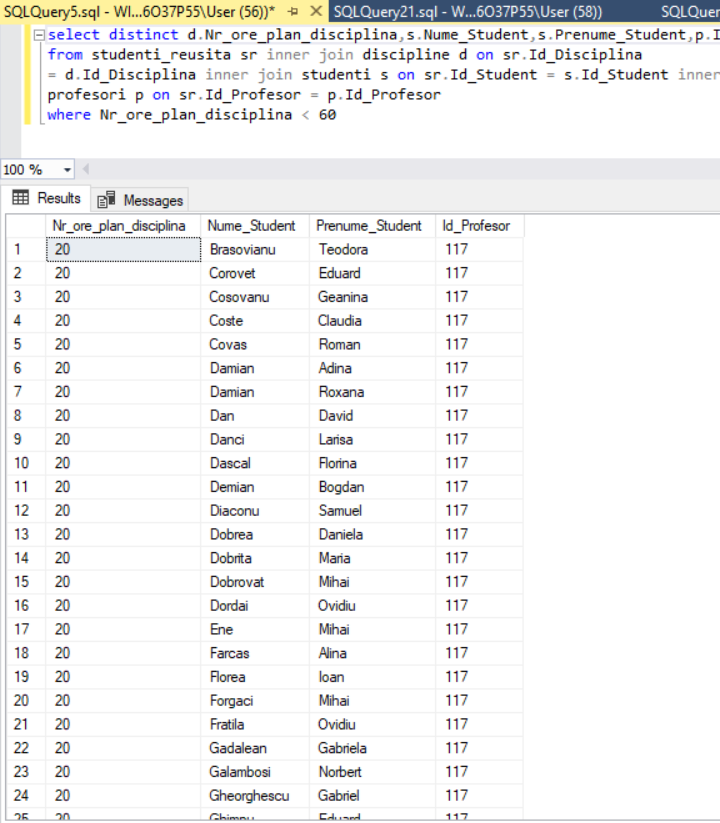 SQLQuery5.sql - WI...6O37P55\User (56))* SQLQuery21.sql - W...6O37P55\User (58)) SQLQuer
select distinct d.Nr_ore_plan_disciplina,s.Nume_Student,s.Prenume_Student,p.I
from studenti_reusita sr inner join discipline d on sr.Id_Disciplina
= d.Id_Disciplina inner join studenti s on sr.Id_Student = s.Id_Student inner
profesori p on sr.Id_Profesor = p.Id_Profesor
where Nr_ore_plan_disciplina < 60
100 %
Results Messages
Nr_ore_plan_disciplina Nume_Student Prenume_Student Id_Profesor
1 20 Brasovianu Teodora 117
2 20 Corovet Eduard 117
3 20 Cosovanu Geanina 117
4 20 Coste Claudia 117
5 20 Covas Roman 117
6 20 Damian Adina 117
7 20 Damian Roxana 117
8 20 Dan David 117
9 20 Danci Larisa 117
10 20 Dascal Florina 117
11 20 Demian Bogdan 117
12 20 Diaconu Samuel 117
13 20 Dobrea Daniela 117
14 20 Dobrita Maria 117
15 20 Dobrovat Mihai 117
16 20 Dordai Ovidiu 117
17 20 Ene Mihai 117
18 20 Farcas Alina 117
19 20 Florea Ioan 117
20 20 Forgaci Mihai 117
21 20 Fratila Ovidiu 117
22 20 Gadalean Gabriela 117
23 20 Galambosi Norbert 117
24 20 Gheorghescu Gabriel 117
25 20 Ghimpu Eduard 117